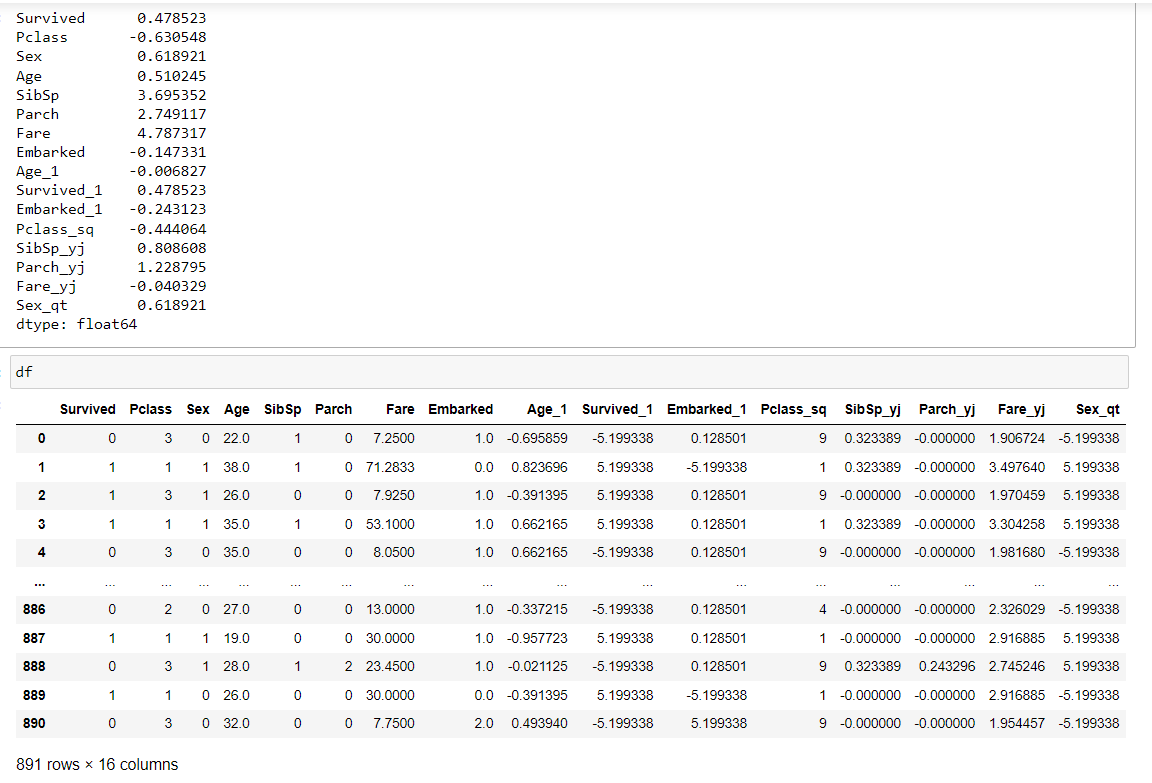 Survived 0.478523
Pclass -0.630548
Sex 0.618921
Age 0.510245
SibSp 3.695352
Parch 2.749117
Fare 4.787317
Embarked -0.147331
Age_1 -0.006827
Survived_1 0.478523
Embarked_1 -0.243123
Pclass_sq -0.444064
SibSp_yj 0.808608
Parch_yj 1.228795
Fare_yj -0.040329
Sex_qt 0.618921
dtype: float64
df
Survived Pclass Sex Age SibSp Parch Fare Embarked Age_1 Survived_1 Embarked_1 Pclass_sq SibSp_yj Parch_yj Fare_yj Sex_qt
0 0 3 0 22.0 1 0 7.2500 1.0 -0.695859 -5.199338 0.128501 9 0.323389 -0.000000 1.906724 -5.199338
1 1 1 1 38.0 1 0 71.2833 0.0 0.823696 5.199338 -5.199338 1 0.323389 -0.000000 3.497640 5.199338
2 1 3 1 26.0 0 0 7.9250 1.0 -0.391395 5.199338 0.128501 9 -0.000000 -0.000000 1.970459 5.199338
3 1 1 1 35.0 1 0 53.1000 1.0 0.662165 5.199338 0.128501 1 0.323389 -0.000000 3.304258 5.199338
4 0 3 0 35.0 0 0 8.0500 1.0 0.662165 -5.199338 0.128501 9 -0.000000 -0.000000 1.981680 -5.199338
... ... ... ... ... ... ... ... ... ... ... ... ... ... ... ... ...
886 0 2 0 27.0 0 0 13.0000 1.0 -0.337215 -5.199338 0.128501 4 -0.000000 -0.000000 2.326029 -5.199338
887 1 1 1 19.0 0 0 30.0000 1.0 -0.957723 5.199338 0.128501 1 -0.000000 -0.000000 2.916885 5.199338
888 0 3 1 28.0 1 2 23.4500 1.0 -0.021125 -5.199338 0.128501 9 0.323389 0.243296 2.745246 5.199338
889 1 1 0 26.0 0 0 30.0000 0.0 -0.391395 5.199338 -5.199338 1 -0.000000 -0.000000 2.916885 -5.199338
890 0 3 0 32.0 0 0 7.7500 2.0 0.493940 -5.199338 5.199338 9 -0.000000 -0.000000 1.954457 -5.199338
891 rows × 16 columns